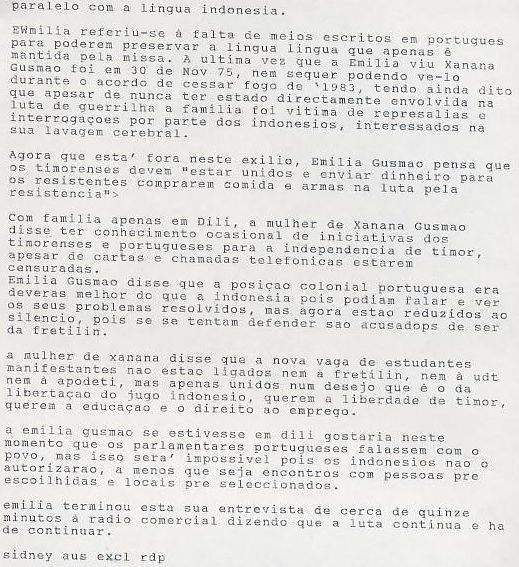 paralelo com a lingua indonesia.
EWmilia referiu-se à falta de meios escritos em portugues
para poderem preservar a lingua lingua que apenas é
mantida pela missa. A ultima vez que a Emilia viu Xanana
Gusmao foi em 30 de Nov 75, nem sequer podendo ve-lo
durante o acordo de cessar fogo de '1983, tendo ainda dito
que apesar de nunca ter estado directamente envolvida na
luta de guerrilha a familia foi vitima de represalias e
interrogaçoes por parte dos indonesios, interessados na
sua lavagem cerebral.
Agora que esta' fora neste exilio, Emilia Gusmao pensa que
os timorenses devem "estar unidos e enviar dinheiro para
os resistentes comprarem comida e armas na luta pela
resistencia">
Com familia apenas em Dili, a mulher de Xanana Gusmao
disse ter conhecimento ocasional de iniciativas dos
timorenses e portugueses para a independencia de timor,
apesar de cartas e chamadas telefonicas estarem
censuradas.
Emilia Gusmao disse que a posiçao colonial portuguesa era
deveras melhor do que a indonesia pois podiam falar e ver
os seus problemas resolvidos, mas agora estao reduzidos ao
silencio, pois se se tentam defender sao acusadops de ser
da fretilin.
a mulher de xanana disse que a nova vaga de estudantes
manifestantes nao estao ligados nem à fretilin, nem à udt
nem à apodeti, mas apenas unidos num desejo que é o da
libertaçao do jugo indonesio, querem a liberdade de timor,
querem a educaçao e o direito ao emprego.
a emilia gusmao se estivesse em dili gostaria neste
momento que os parlamentares portugueses falassem com o
povo, mas isso sera' impossivel pois os indonesios nao o
autorizarao, a menos que seja encontros com pessoas pre
escoilhidas e locais pre seleccionados.
emilia terminou esta sua entrevista de cerca de quinze
minutos à radio comercial dizendo que a luta continua e ha
de continuar.
sidney aus excl rdp